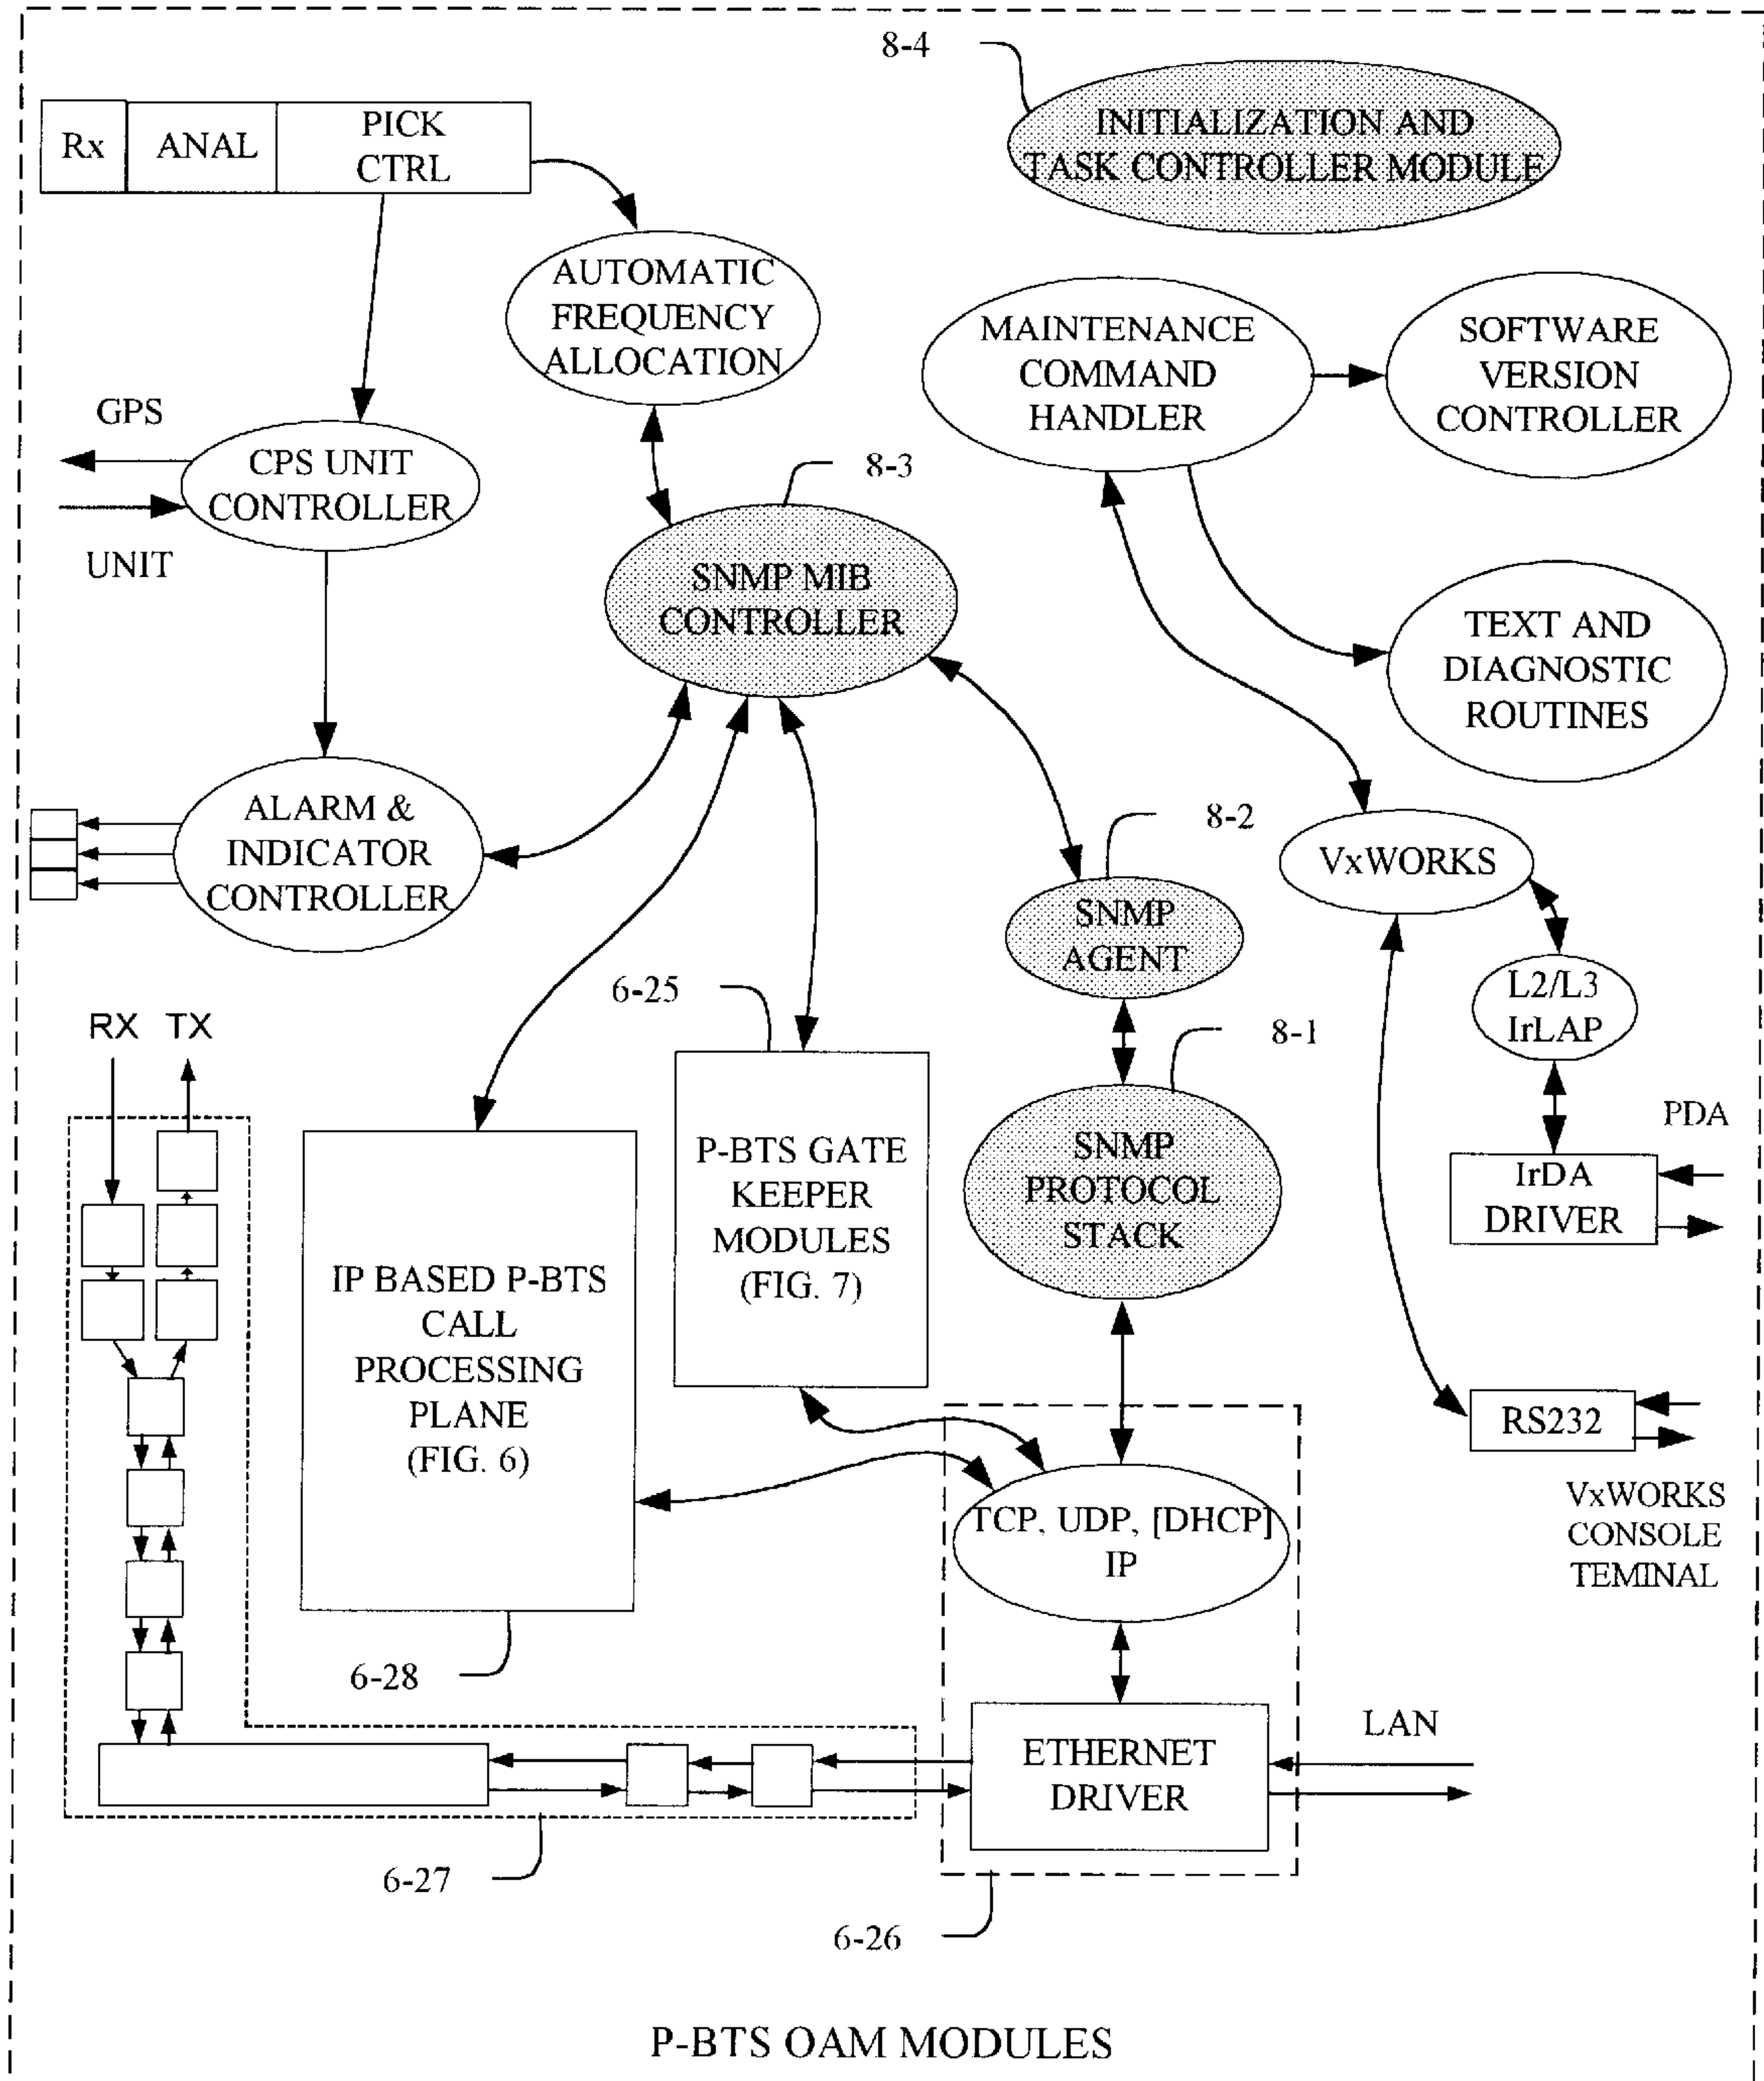 8-4
INITIALIZATION AND
TASK CONTROLLER MODULE
Rx
ANAL
PICK
CTRL
AUTOMATIC
FREQUENCY
ALLOCATION
MAINTENANCE
COMMAND
HANDLER
SOFTWARE
VERSION
CONTROLLER
GPS
CPS UNIT
CONTROLLER
UNIT
8-3
SNMP MIB
CONTROLLER
TEXT AND
DIAGNOSTIC
ROUTINES
ALARM &
INDICATOR
CONTROLLER
8-2
VxWORKS
SNMP
AGENT
L2/L3
IrLAP
6-25
RX
TX
8-1
P-BTS GATE
KEEPER
MODULES
(FIG. 7)
SNMP
PROTOCOL
STACK
PDA
IrDA
DRIVER
IP BASED P-BTS
CALL
PROCESSING
PLANE
(FIG. 6)
RS232
VxWORKS
CONSOLE
TEMINAL
TCP, UDP, [DHCP]
IP
6-28
LAN
ETHERNET
DRIVER
6-27
6-26
P-BTS OAM MODULES